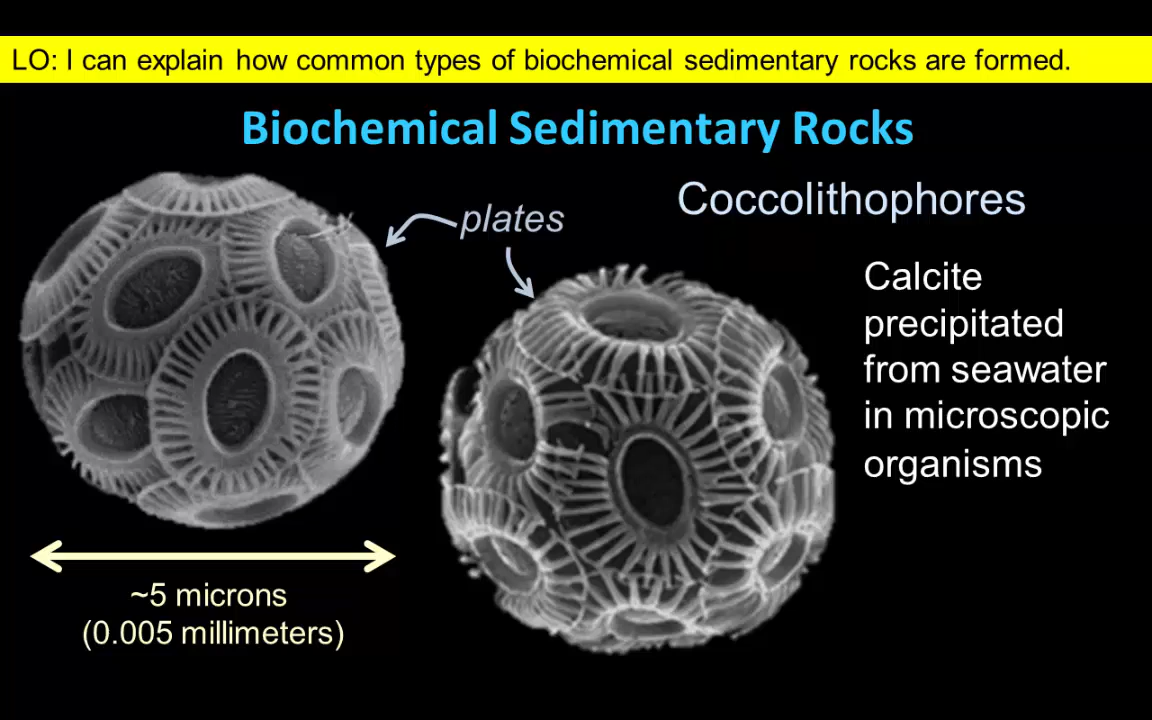 LO: I can explain how common types of biochemical sedimentary rocks are formed.
Biochemical Sedimentary Rocks
Coccolithophores
plates
Calcite
precipitated
from seawater
in microscopic
organisms
~5 microns
(0.005 millimeters)